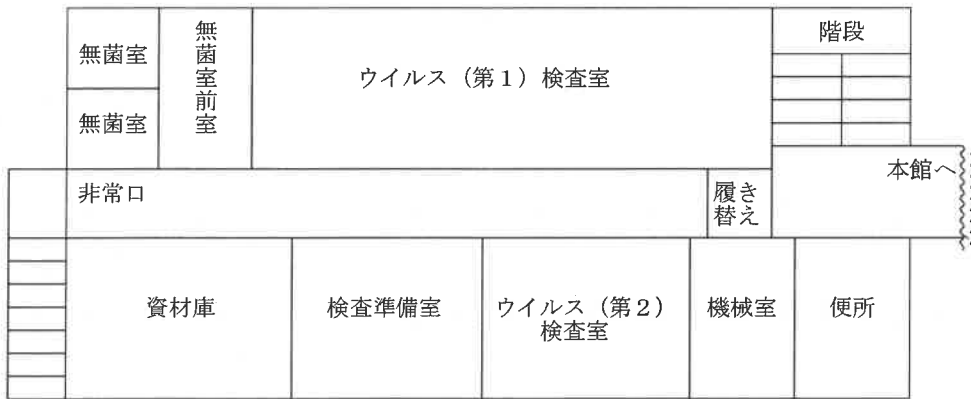 無菌室
無菌室前室
ウイルス（第１）検査室
階段
無菌室
本館へ
非常口
履き
替え
資材庫
検査準備室
ウイルス（第２）
検査室
機械室
便所